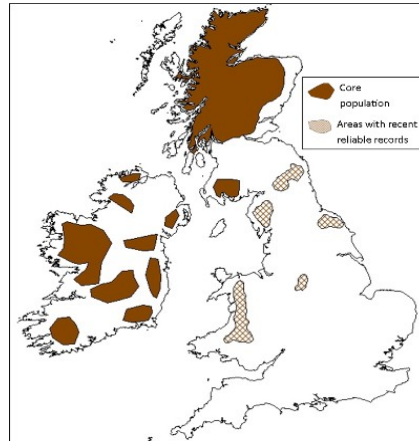 Core
population
Areas with recent
reliable records